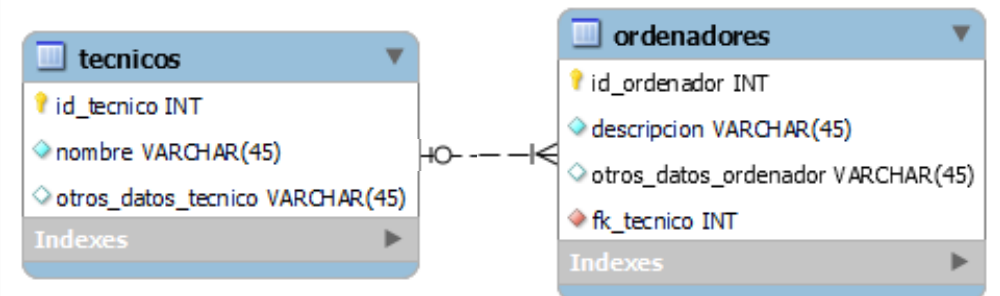 tecnicos
id_tecnico INT
nombre VARCHAR(45)
otros_datos_tecnico VARCHAR(45)
Indexes
ordenadores
id_ordenador INT
descripcion VARCHAR(45)
otros_datos_ordenador VARCHAR(45)
fk_tecnico INT
Indexes